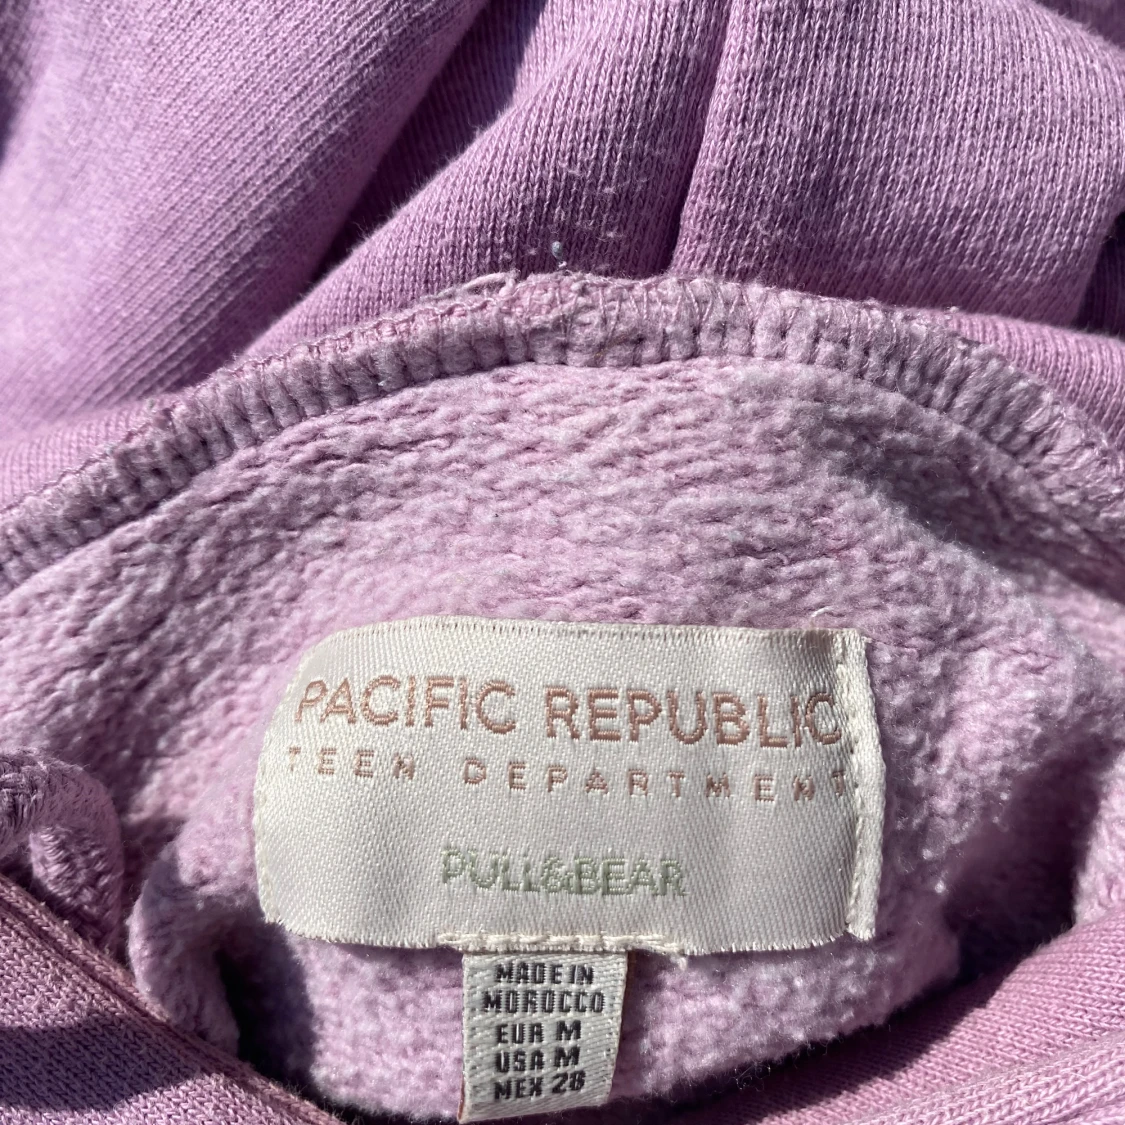 PACIFIC REPUBLIC
TEEN DEPARTMENT
PULL&BEAR
MADE IN
MOROCCO
EUR M
USA M
MEX 28